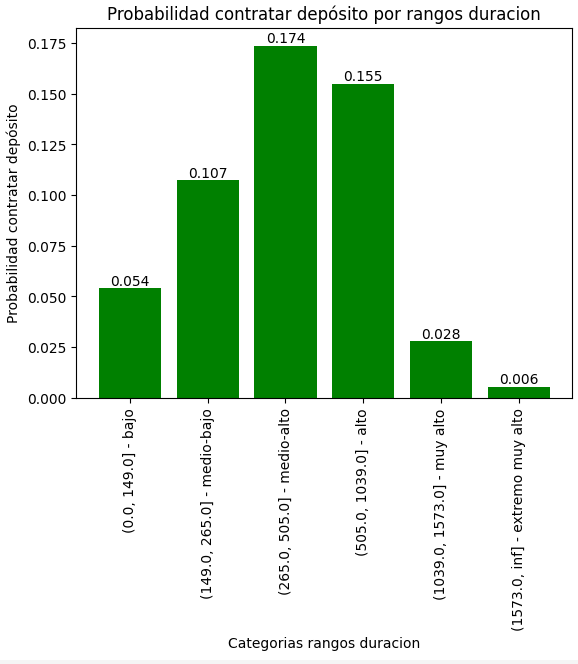 Probabilidad contratar depósito por rangos duracion
Probabilidad contratar depósito
0.175
0.150
0.125
0.100
0.075
0.050
0.025
0.000
0.054
0.107
0.174
0.155
0.028
0.006
(0.0, 149.0] - bajo
(149.0, 265.0] - medio-bajo
(265.0, 505.0] - medio-alto
(505.0, 1039.0] - alto
(1039.0, 1573.0] - muy alto
(1573.0, inf] - extremo muy alto
Categorias rangos duracion